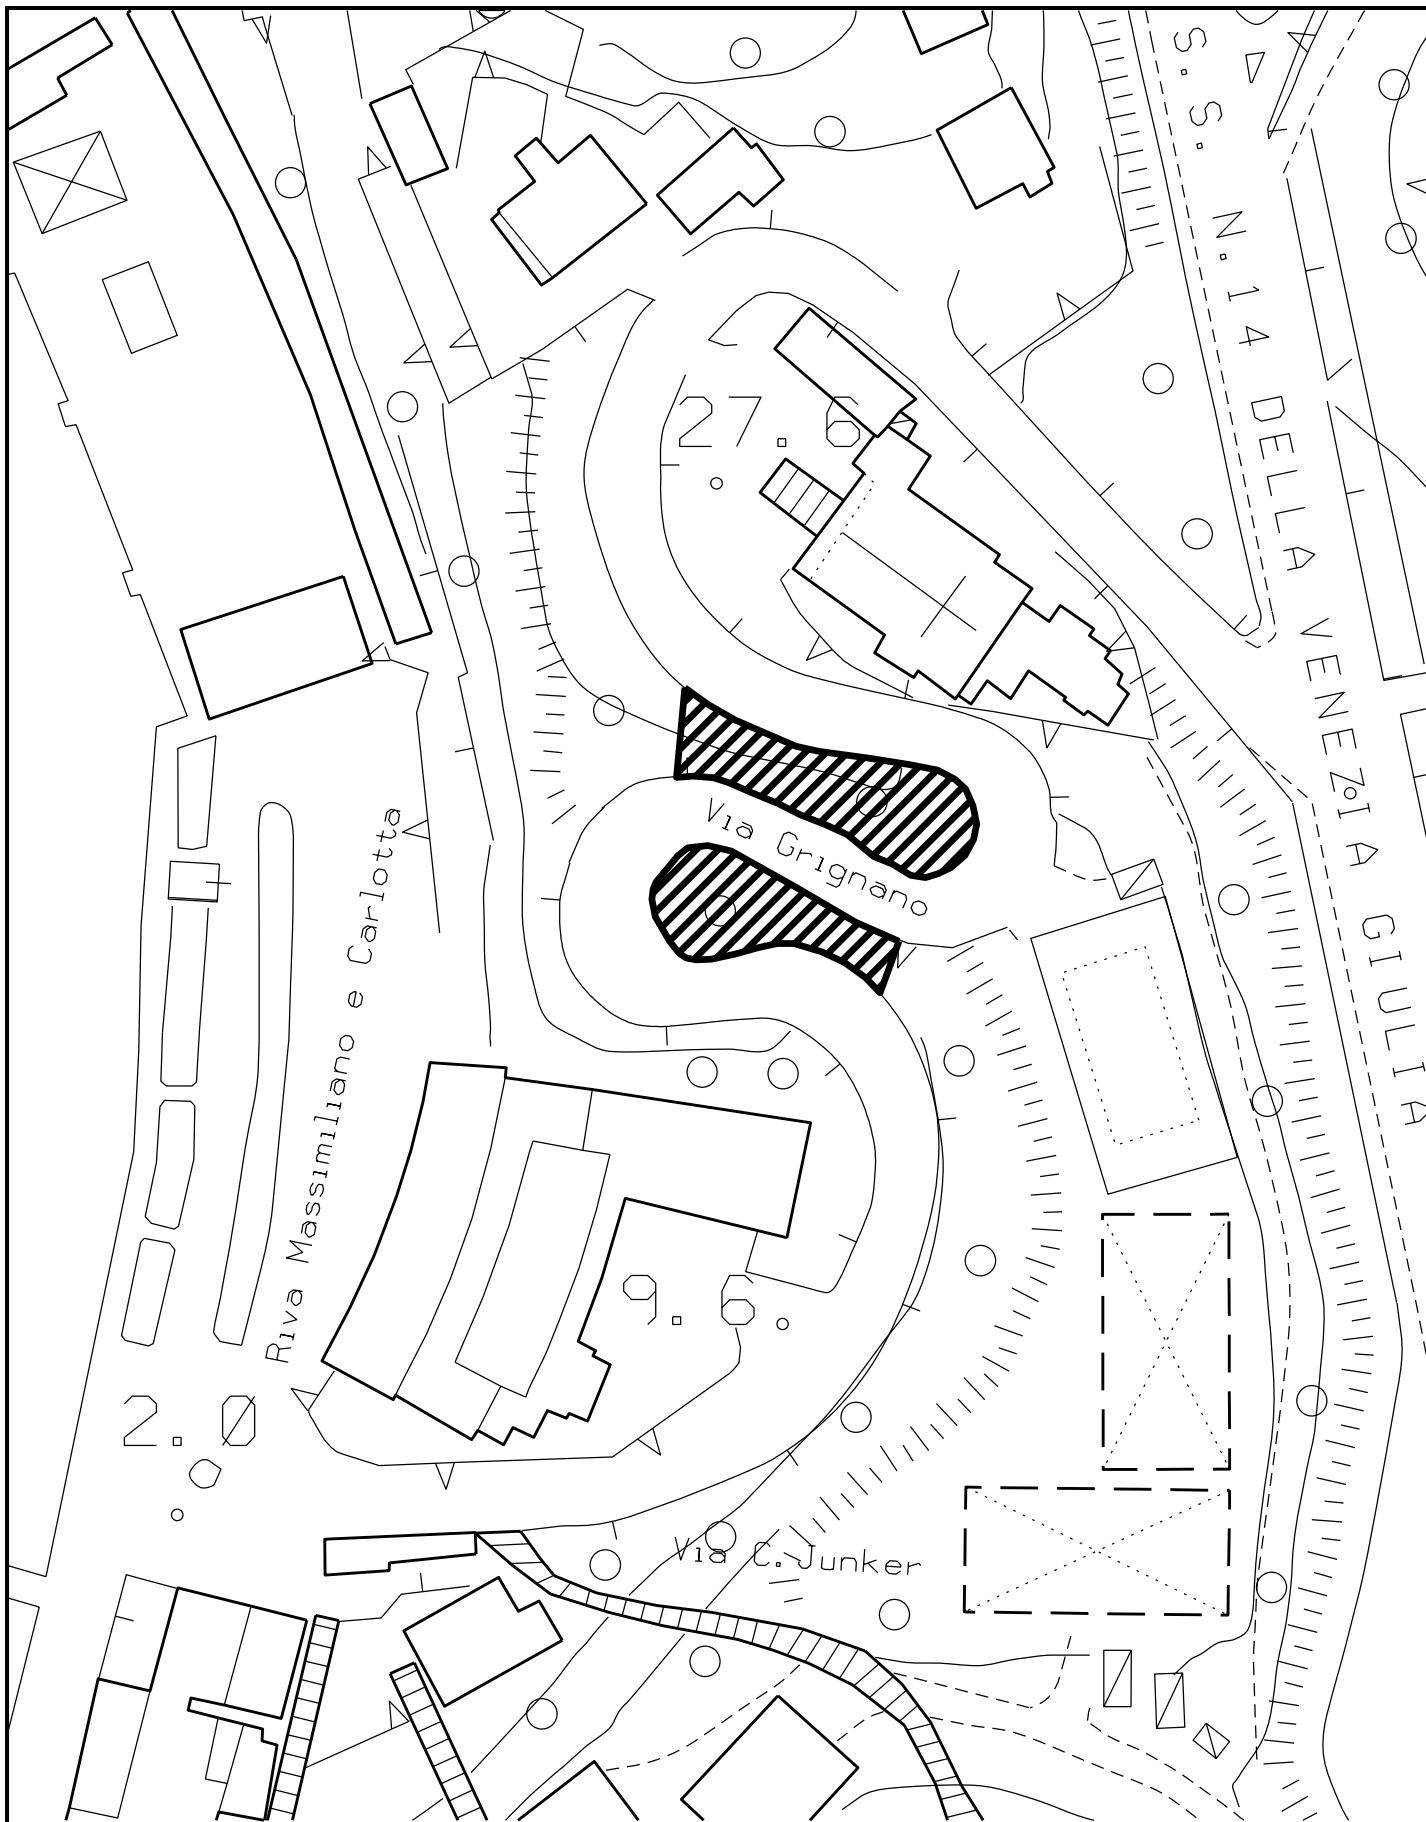 S.S. N.14 DELLA VENEZIA GIULIA
27.6
Via Grignano
Riva Massimiliano e Carlotta
9.6
2.0
Via C. Junker